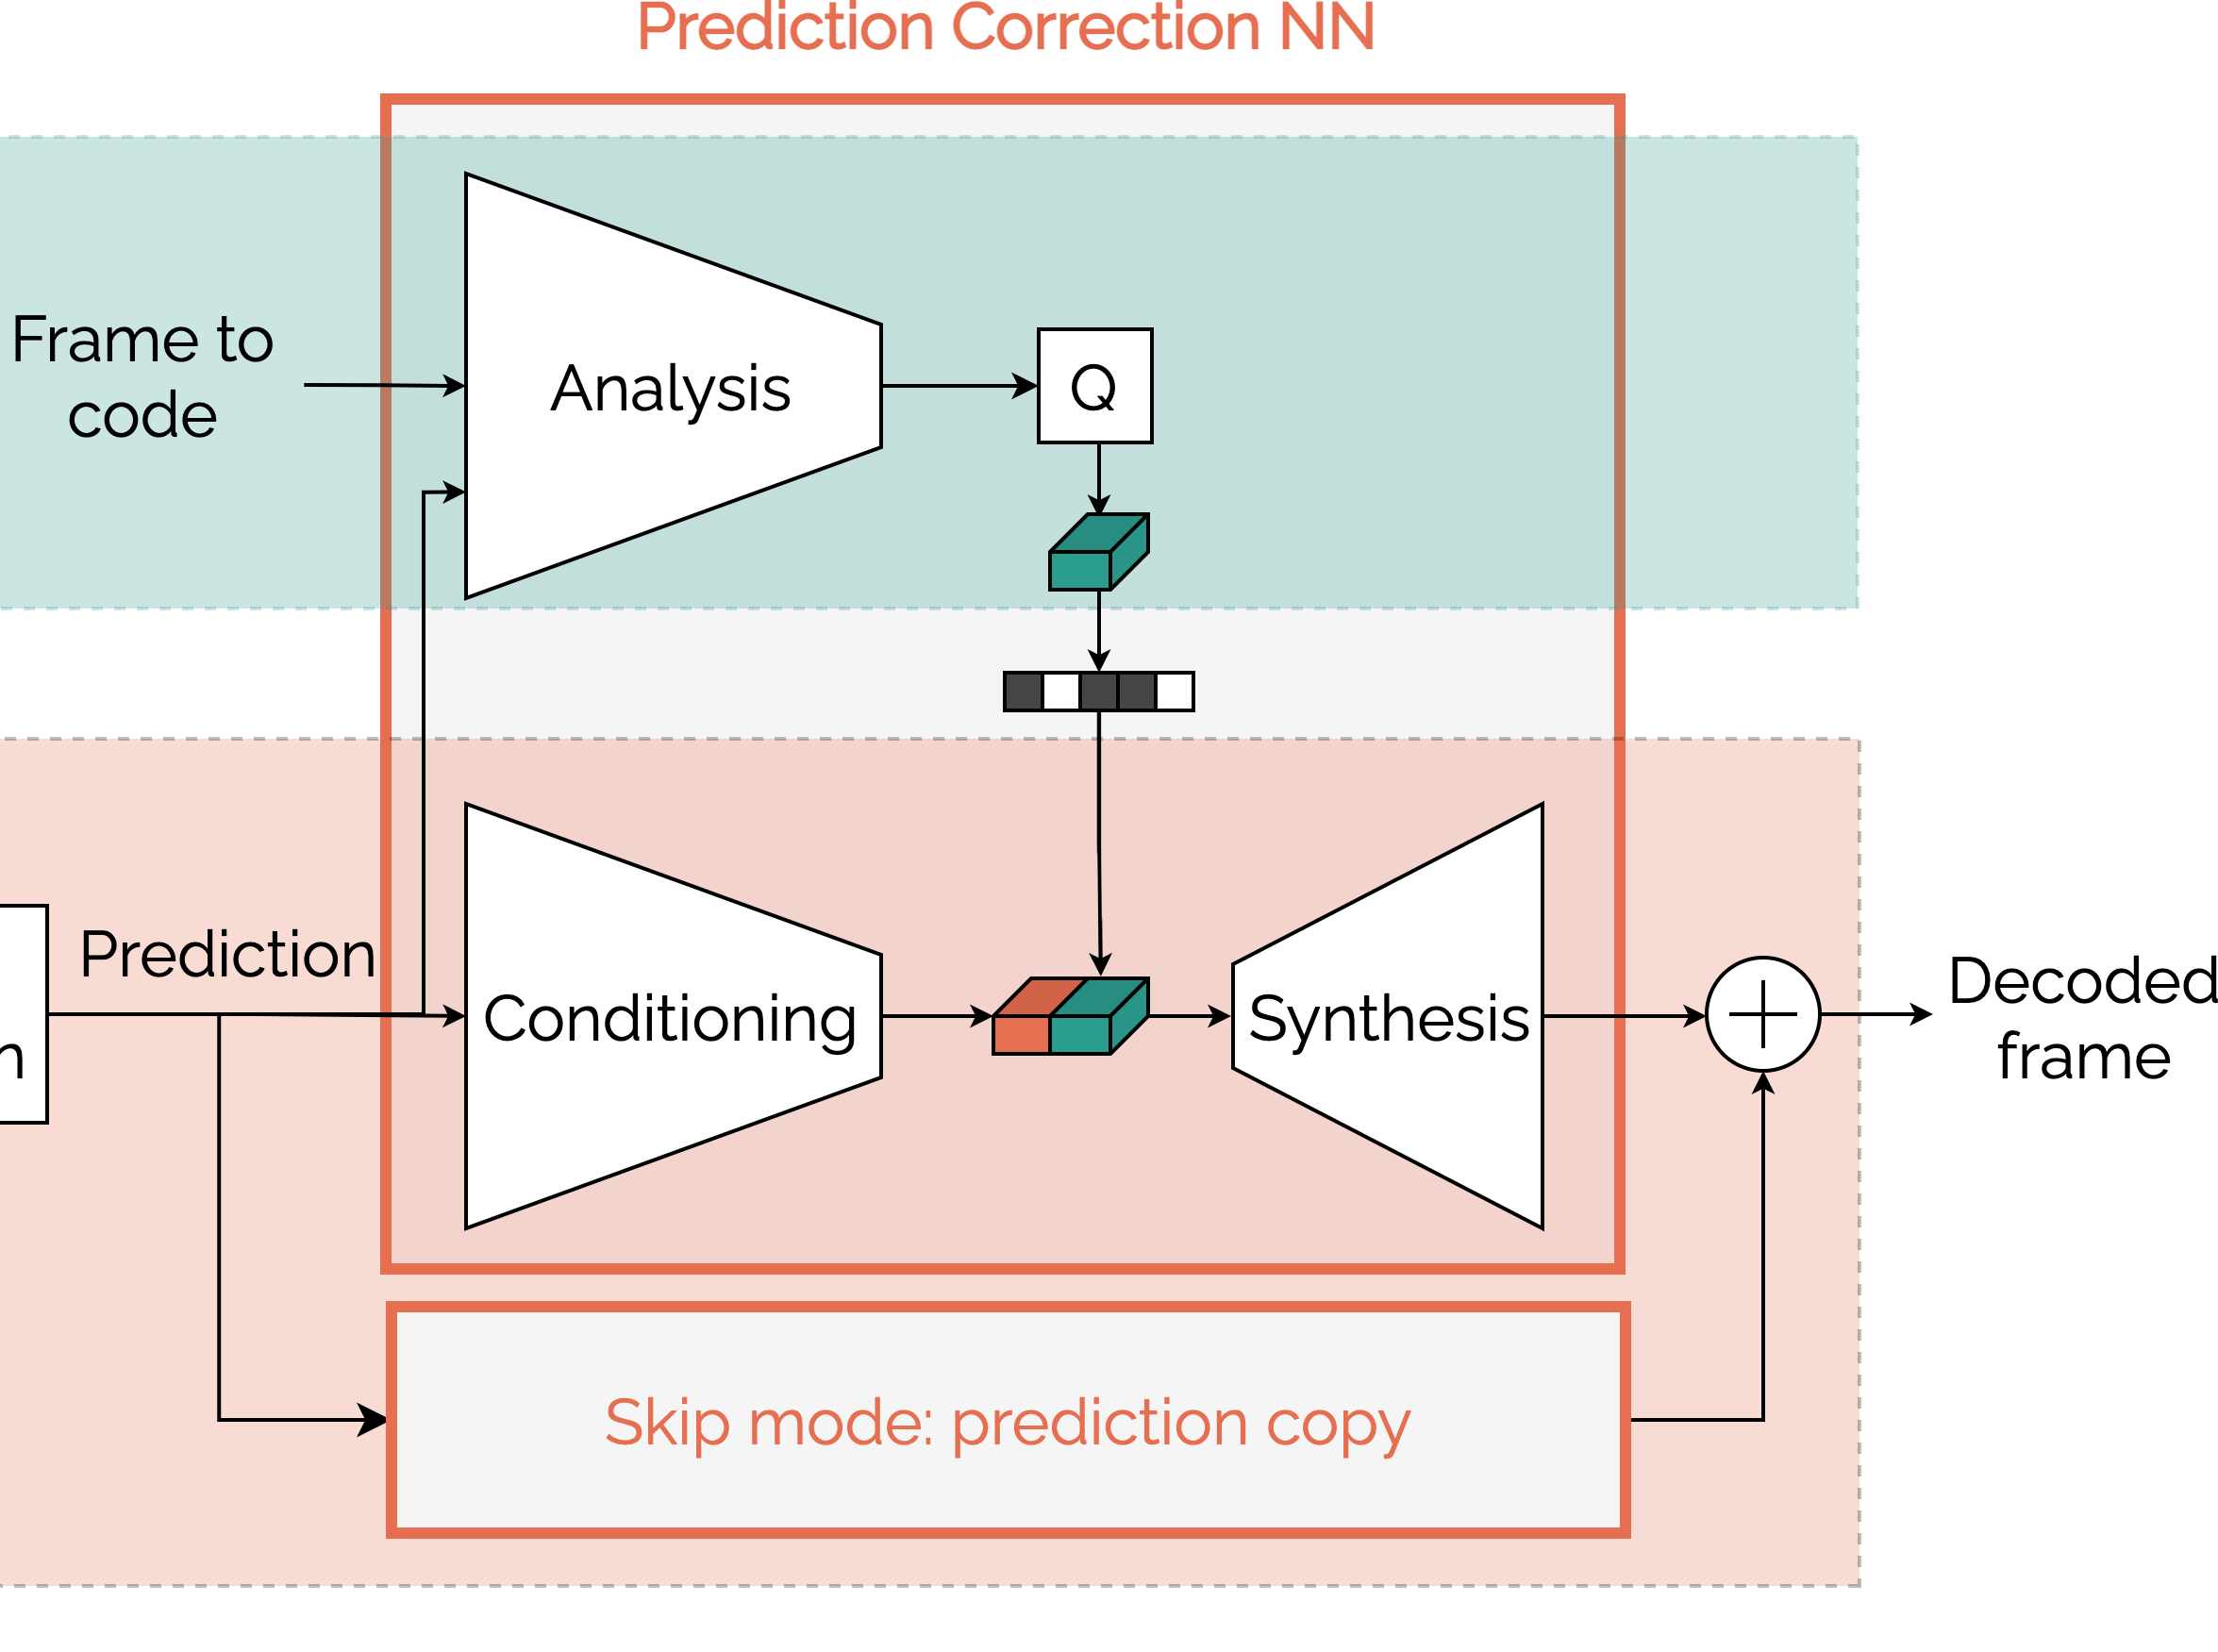 Prediction Correction NN
Frame to
code
Analysis
Q
Prediction
n
Conditioning
Synthesis
Decoded
frame
Skip mode: prediction copy